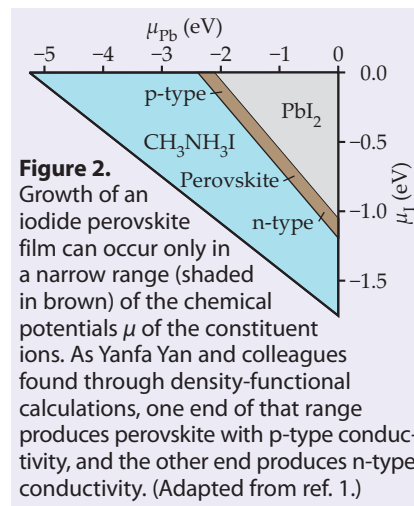 μPb (eV)
−5 −4 −3 −2 −1 0
0.0
p-type
PbI₂
−0.5
CH₃NH₃I
Perovskite
−1.0
n-type
μI (eV)
−1.5
Figure 2.
Growth of an
iodide perovskite
film can occur only in
a narrow range (shaded
in brown) of the chemical
potentials μ of the constituent
ions. As Yanfa Yan and colleagues
found through density-functional
calculations, one end of that range
produces perovskite with p-type conduc-
tivity, and the other end produces n-type
conductivity. (Adapted from ref. 1.)